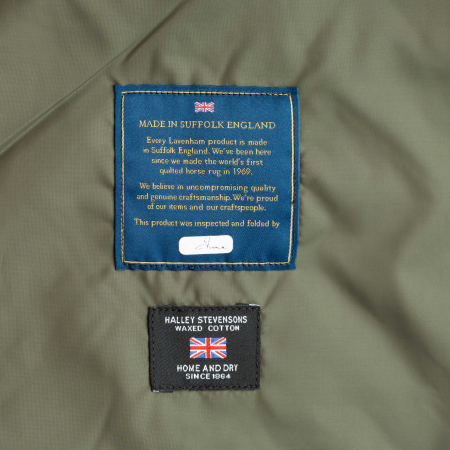 MADE IN SUFFOLK ENGLAND
Every Lavenham product is made
in Suffolk England. We've been here
since we made the world's first
quilted horse rug in 1969.
We believe in uncompromising quality
and genuine craftsmanship. We're proud
of our items and our craftspeople.
This product was inspected and folded by
HALLEY STEVENSONS
WAXED COTTON
HOME AND DRY
SINCE 1864